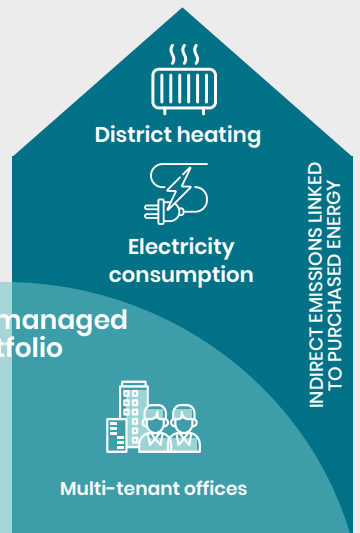 District heating
Electricity
consumption
INDIRECT EMISSIONS LINKED
TO PURCHASED ENERGY
managed
tfolio
Multi-tenant offices